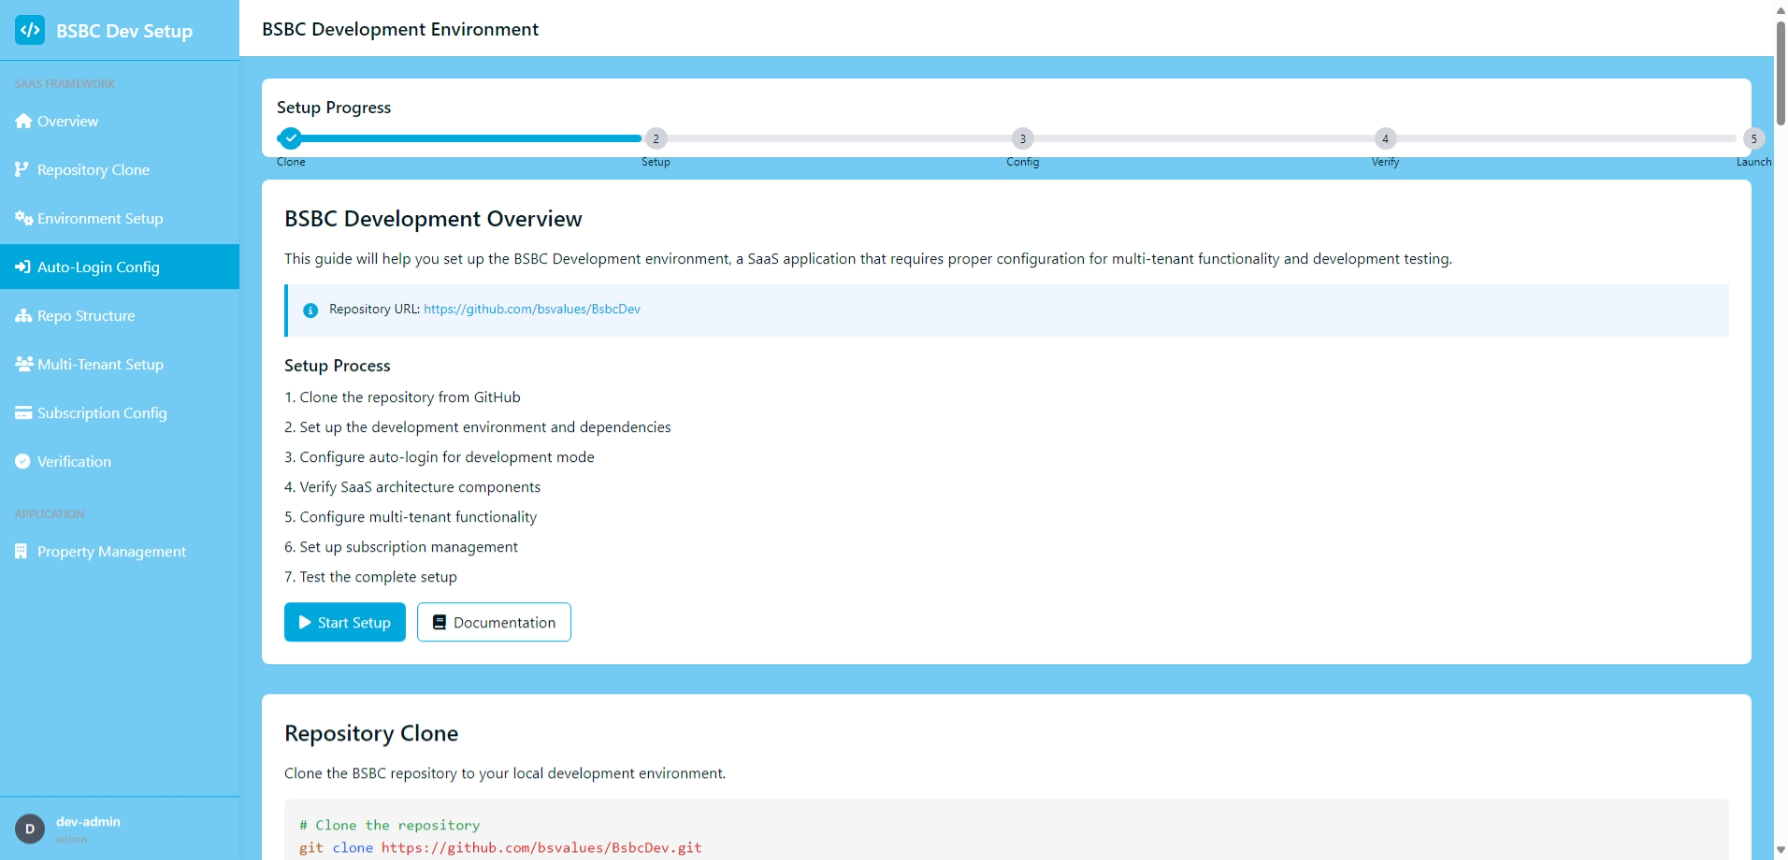 BSBC Dev Setup
SAAS FRAMEWORK
Overview
Repository Clone
Environment Setup
Auto-Login Config
Repo Structure
Multi-Tenant Setup
Subscription Config
Verification
APPLICATION
Property Management
D
dev-admin
admin
BSBC Development Environment
Setup Progress
2
3
4
5
Clone
Setup
Config
Verify
Launch
BSBC Development Overview
This guide will help you set up the BSBC Development environment, a SaaS application that requires proper configuration for multi-tenant functionality and development testing.
Repository URL: https://github.com/bsvalues/BsbcDev
Setup Process
1. Clone the repository from GitHub
2. Set up the development environment and dependencies
3. Configure auto-login for development mode
4. Verify SaaS architecture components
5. Configure multi-tenant functionality
6. Set up subscription management
7. Test the complete setup
Start Setup
Documentation
Repository Clone
Clone the BSBC repository to your local development environment.
# Clone the repository
git clone https://github.com/bsvalues/BsbcDev.git